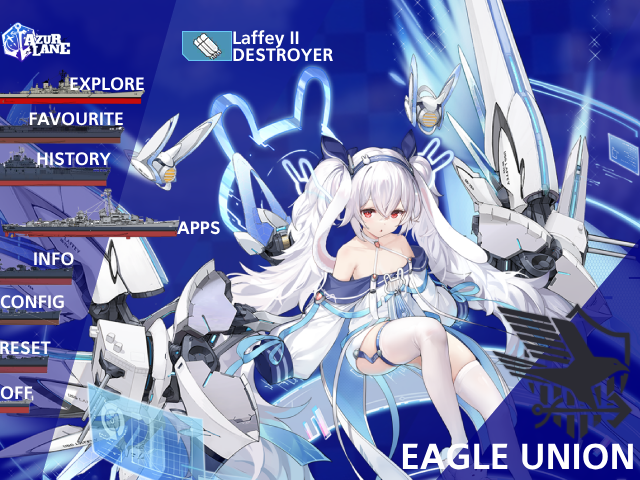 AZUR
LANE
Laffey II
DESTROYER
EXPLORE
FAVOURITE
HISTORY
APPS
INFO
CONFIG
RESET
OFF
EAGLE UNION